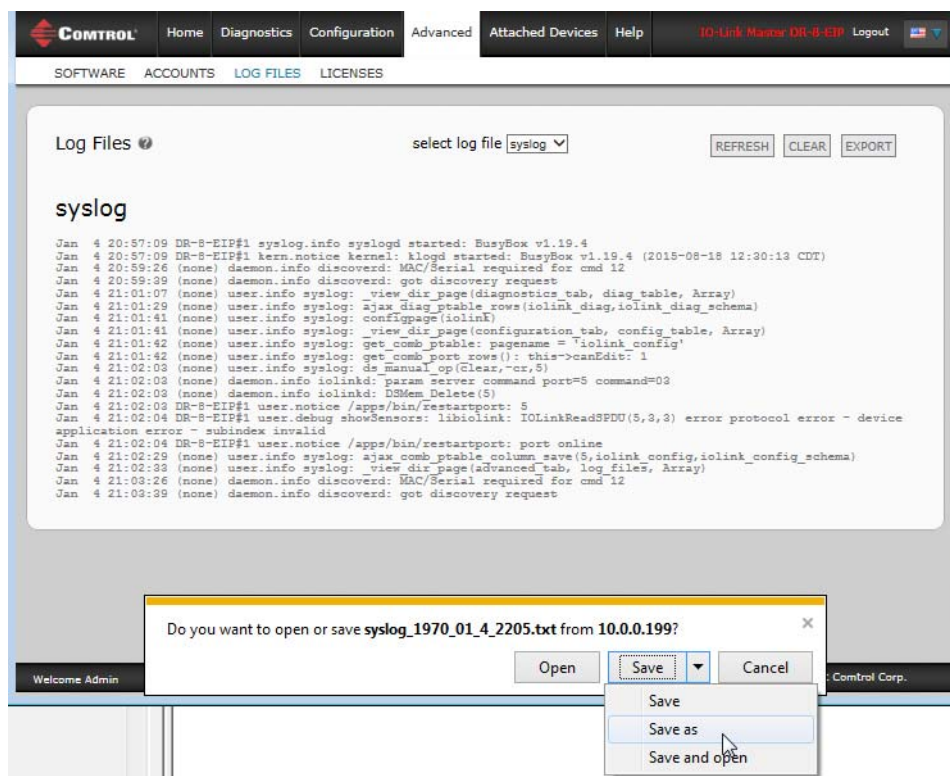 COMTROL Home Diagnostics Configuration Advanced Attached Devices Help IO-Link Master DR-8-EIP Logout
SOFTWARE ACCOUNTS LOG FILES LICENSES
Log Files ? select log file syslog REFRESH CLEAR EXPORT
syslog
Jan 4 20:57:09 DR-8-EIP#1 syslog.info syslogd started: BusyBox v1.19.4
Jan 4 20:57:09 DR-8-EIP#1 kern.notice kernel: klogd started: BusyBox v1.19.4 (2015-08-18 12:30:13 CDT)
Jan 4 20:59:26 (none) daemon.info discoverd: MAC/Serial required for cmd 12
Jan 4 20:59:39 (none) daemon.info discoverd: got discovery request
Jan 4 21:01:07 (none) user.info syslog: _view_dir_page(diagnostics_tab, diag_table, Array)
Jan 4 21:01:29 (none) user.info syslog: ajax_diag_ptable_rows(iolink_diag,iolink_diag_schema)
Jan 4 21:01:41 (none) user.info syslog: configpage(iolink)
Jan 4 21:01:41 (none) user.info syslog: _view_dir_page(configuration_tab, config_table, Array)
Jan 4 21:01:42 (none) user.info syslog: get_comb_ptable: pagename = 'iolink_config'
Jan 4 21:01:42 (none) user.info syslog: get_comb_port_rows(): this->canEdit: 1
Jan 4 21:02:03 (none) user.info syslog: ds_manual_op(clear,-cr,5)
Jan 4 21:02:03 (none) daemon.info iolinkd: param server command port=5 command=03
Jan 4 21:02:03 (none) daemon.info iolinkd: DSMem_Delete(5)
Jan 4 21:02:03 DR-8-EIP#1 user.notice /apps/bin/restartport: 5
Jan 4 21:02:04 DR-8-EIP#1 user.debug showSensors: libiolink: IOLinkReadSPDU(5,3,3) error protocol error - device
application error - subindex invalid
Jan 4 21:02:04 DR-8-EIP#1 user.notice /apps/bin/restartport: port online
Jan 4 21:02:29 (none) user.info syslog: ajax_comb_ptable_column_save(5,iolink_config,iolink_config_schema)
Jan 4 21:02:33 (none) user.info syslog: _view_dir_page(advanced_tab, log_files, Array)
Jan 4 21:03:26 (none) daemon.info discoverd: MAC/Serial required for cmd 12
Jan 4 21:03:39 (none) daemon.info discoverd: got discovery request
Do you want to open or save syslog_1970_01_4_2205.txt from 10.0.0.199?
Open Save Cancel
Welcome Admin Comtrol Corp.
Save
Save as
Save and open